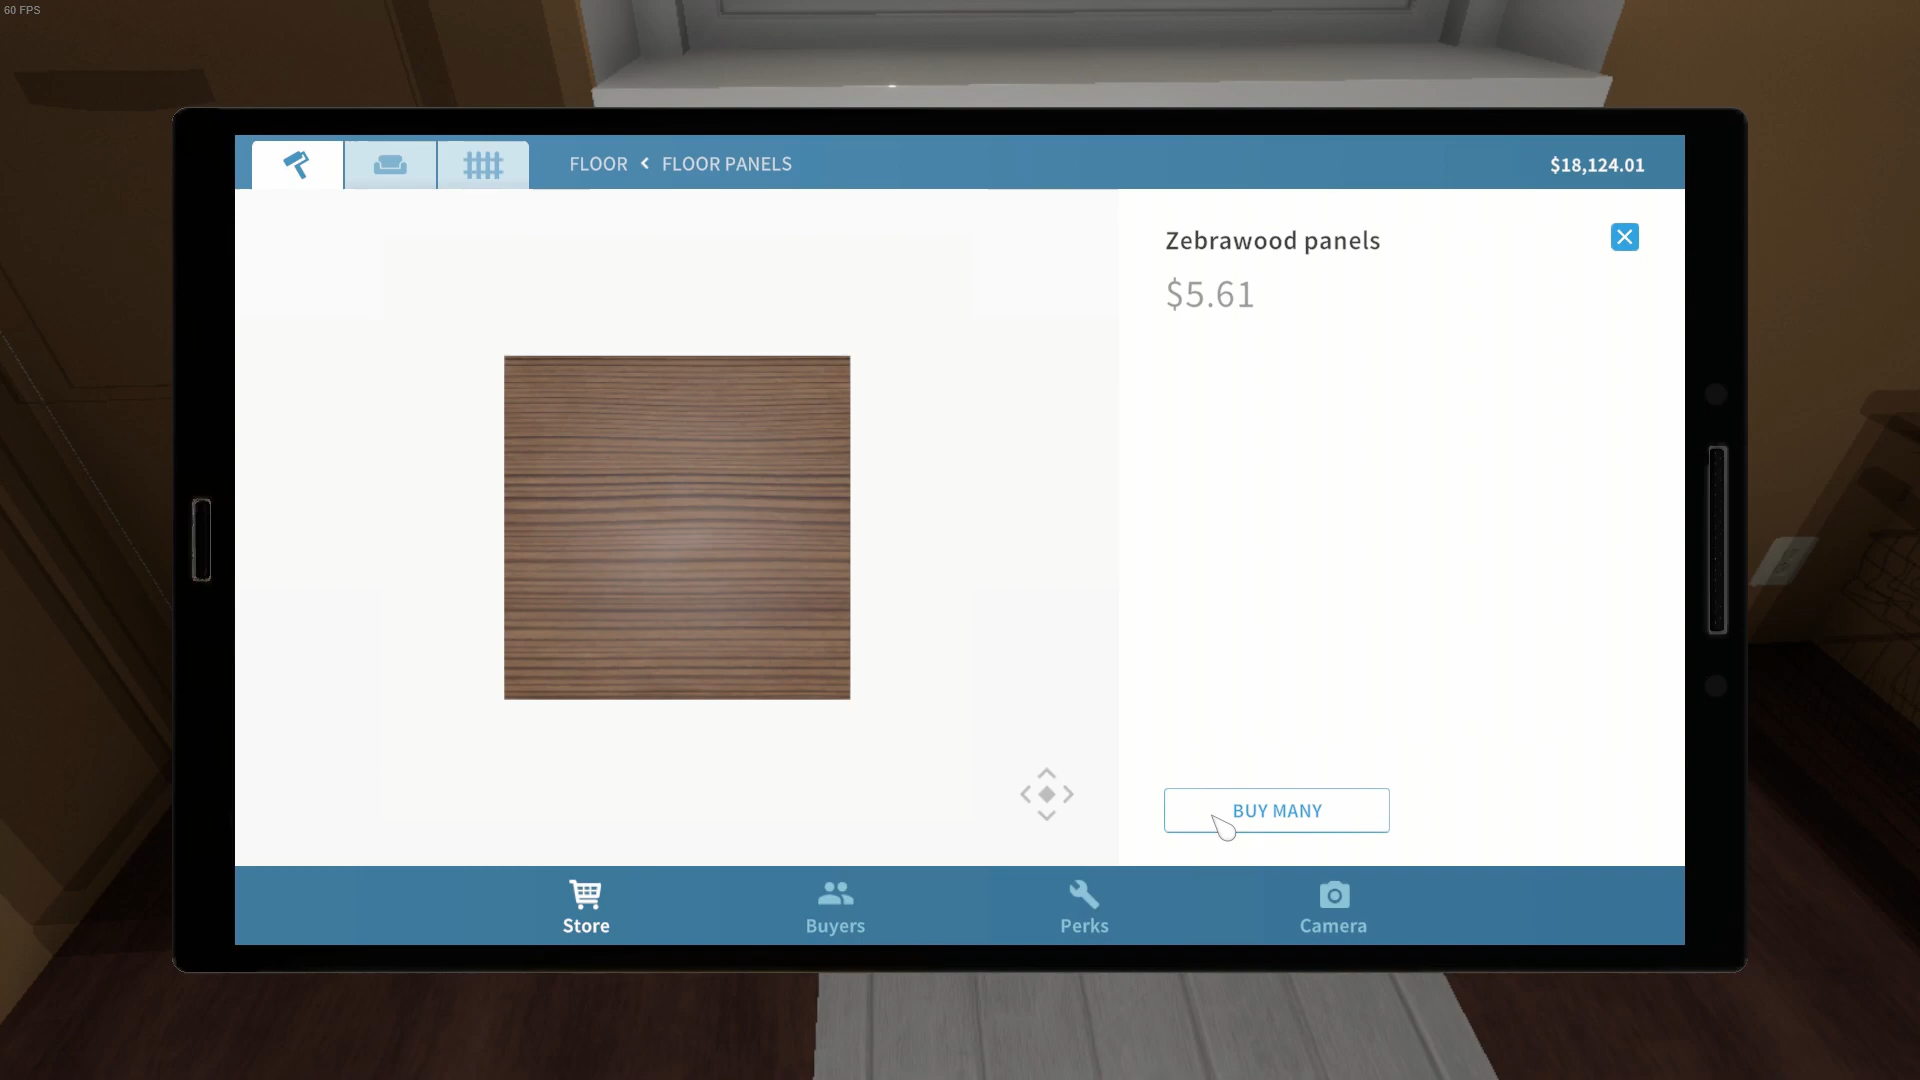 60 FPS
FLOOR < FLOOR PANELS
$18,124.01
Zebrawood panels
$5.61
BUY MANY
Store
Buyers
Perks
Camera